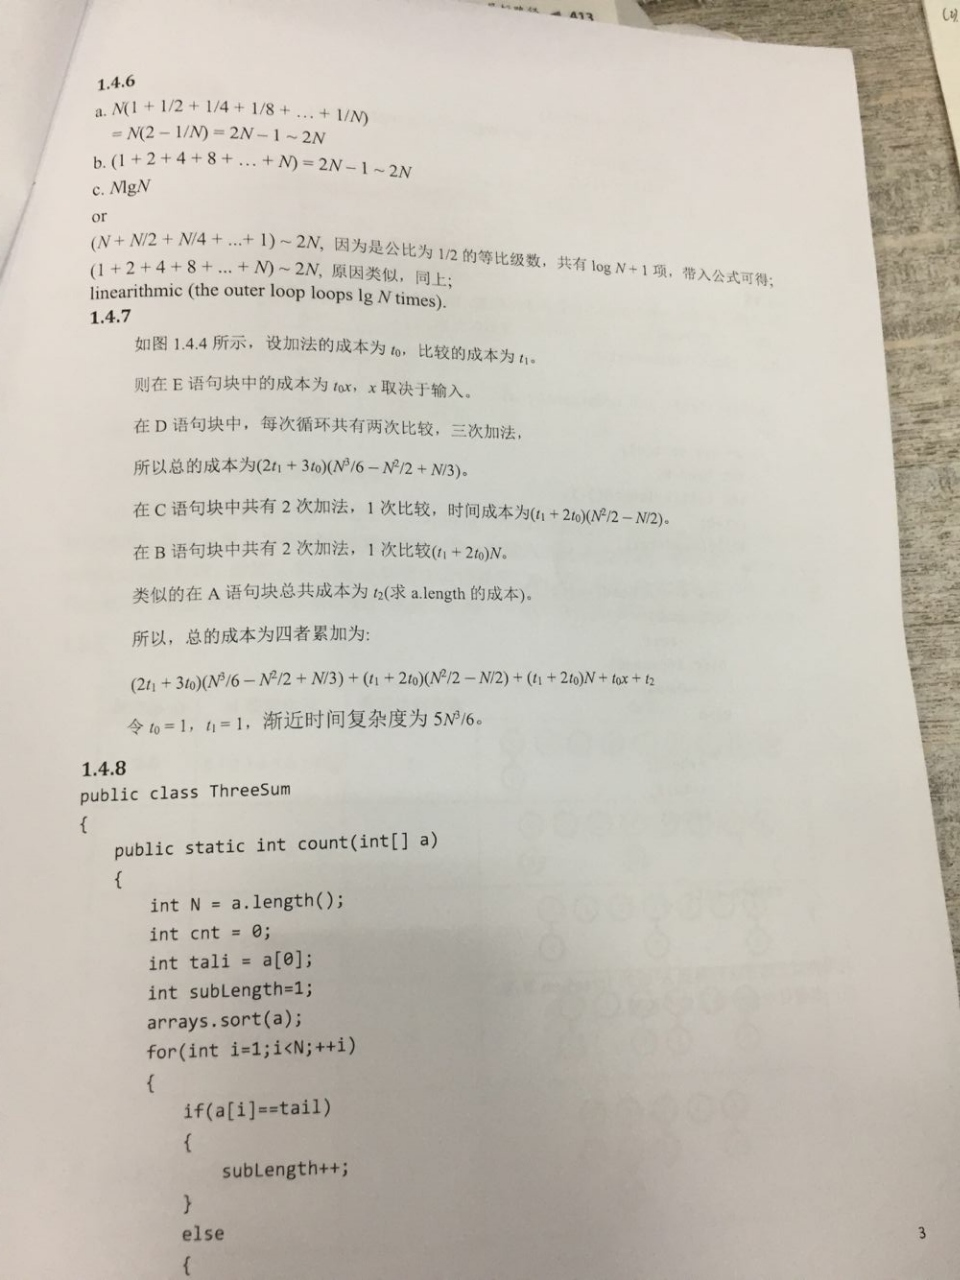 A13
1.4.6
a. N(1 + 1/2 + 1/4 + 1/8 + … + 1/N)
= N(2 – 1/N) = 2N – 1 ~ 2N
b. (1 + 2 + 4 + 8 + … + N) = 2N – 1 ~ 2N
c. NlgN
or
(N + N/2 + N/4 + ...+ 1) ~ 2N, 因为是公比为 1/2 的等比级数，共有 log N + 1 项，带入公式可得;
(1 + 2 + 4 + 8 + ... + N) ~ 2N, 原因类似，同上;
linearithmic (the outer loop loops lg N times).
1.4.7
如图 1.4.4 所示，设加法的成本为 t₀，比较的成本为 t₁。
则在 E 语句块中的成本为 t₀x，x 取决于输入。
在 D 语句块中，每次循环共有两次比较，三次加法，
所以总的成本为(2t₁ + 3t₀)(N³/6 – N²/2 + N/3)。
在 C 语句块中共有 2 次加法，1 次比较，时间成本为(t₁ + 2t₀)(N²/2 – N/2)。
在 B 语句块中共有 2 次加法，1 次比较(t₁ + 2t₀)N。
类似的在 A 语句块总共成本为 t₂(求 a.length 的成本)。
所以，总的成本为四者累加为:
(2t₁ + 3t₀)(N³/6 – N²/2 + N/3) + (t₁ + 2t₀)(N²/2 – N/2) + (t₁ + 2t₀)N + t₀x + t₂
令 t₀ = 1，t₁ = 1，渐近时间复杂度为 5N³/6。
1.4.8
public class ThreeSum
{
public static int count(int[] a)
{
int N = a.length();
int cnt = 0;
int tali = a[0];
int subLength=1;
arrays.sort(a);
for(int i=1;i<N;++i)
{
if(a[i]==tail)
{
subLength++;
}
else
{
3